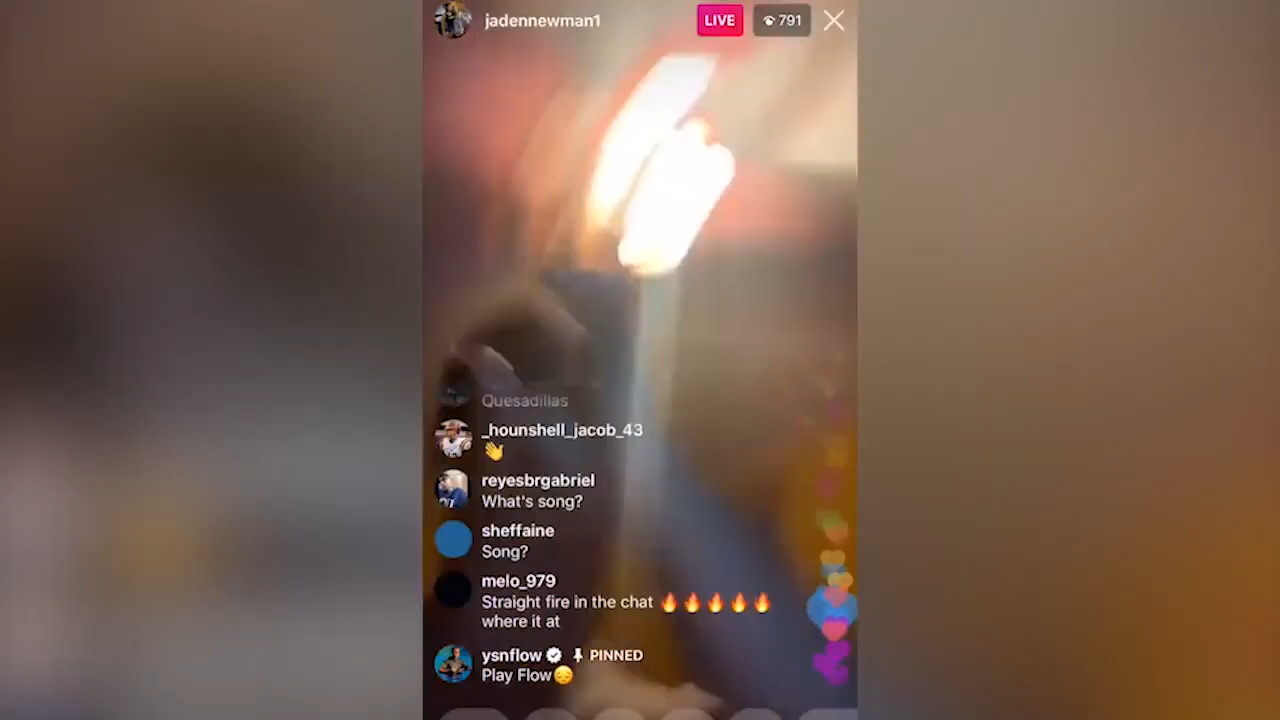 jadennewman1
LIVE 791
Quesadillas
_hounshell_jacob_43
👋
reyesbrgabriel
What's song?
sheffaine
Song?
melo_979
Straight fire in the chat 🔥🔥🔥🔥🔥
where it at
ysnflow PINNED
Play Flow😔